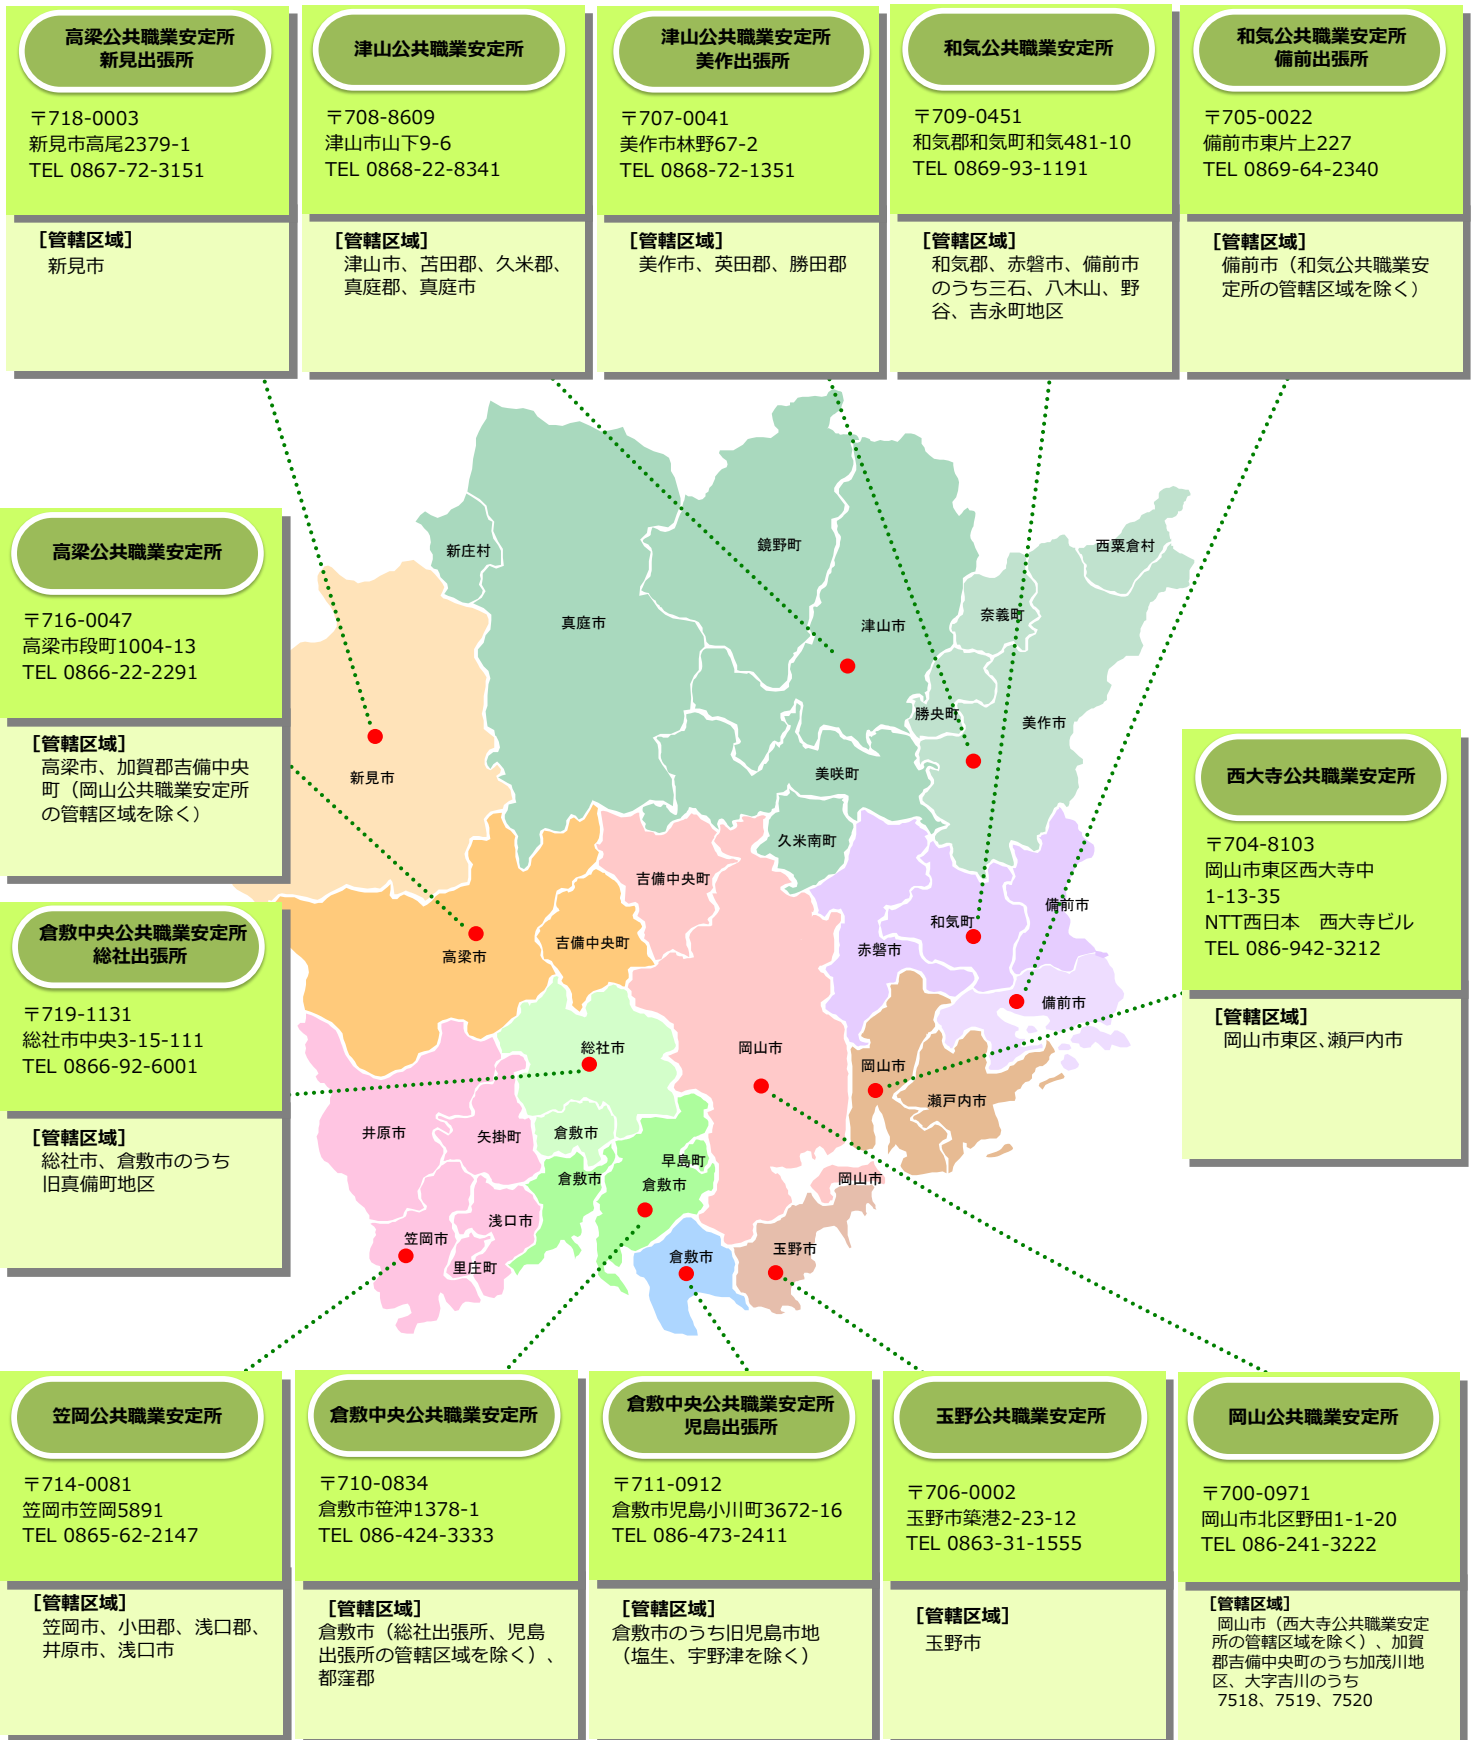 高梁公共職業安定所
新見出張所
〒718-0003
新見市高尾2379-1
TEL 0867-72-3151
［管轄区域］
新見市
津山公共職業安定所
〒708-8609
津山市山下9-6
TEL 0868-22-8341
［管轄区域］
津山市、苫田郡、久米郡、
真庭郡、真庭市
津山公共職業安定所
美作出張所
〒707-0041
美作市林野67-2
TEL 0868-72-1351
［管轄区域］
美作市、英田郡、勝田郡
和気公共職業安定所
〒709-0451
和気郡和気町和気481-10
TEL 0869-93-1191
［管轄区域］
和気郡、赤磐市、備前市
のうち三石、八木山、野
谷、吉永町地区
和気公共職業安定所
備前出張所
〒705-0022
備前市東片上227
TEL 0869-64-2340
［管轄区域］
備前市（和気公共職業安
定所の管轄区域を除く）
高梁公共職業安定所
〒716-0047
高梁市段町1004-13
TEL 0866-22-2291
［管轄区域］
高梁市、加賀郡吉備中央
町（岡山公共職業安定所
の管轄区域を除く）
倉敷中央公共職業安定所
総社出張所
〒719-1131
総社市中央3-15-111
TEL 0866-92-6001
［管轄区域］
総社市、倉敷市のうち
旧真備町地区
新庄村
真庭市
鏡野町
津山市
奈義町
西粟倉村
勝央町
美作市
新見市
美咲町
久米南町
吉備中央町
吉備中央町
高梁市
和気町
赤磐市
備前市
備前市
総社市
岡山市
岡山市
瀬戸内市
井原市
矢掛町
倉敷市
倉敷市
早島町
倉敷市
岡山市
浅口市
笠岡市
里庄町
倉敷市
玉野市
西大寺公共職業安定所
〒704-8103
岡山市東区西大寺中
1-13-35
NTT西日本　西大寺ビル
TEL 086-942-3212
［管轄区域］
岡山市東区、瀬戸内市
笠岡公共職業安定所
〒714-0081
笠岡市笠岡5891
TEL 0865-62-2147
［管轄区域］
笠岡市、小田郡、浅口郡、
井原市、浅口市
倉敷中央公共職業安定所
〒710-0834
倉敷市笹沖1378-1
TEL 086-424-3333
［管轄区域］
倉敷市（総社出張所、児島
出張所の管轄区域を除く）、
都窪郡
倉敷中央公共職業安定所
児島出張所
〒711-0912
倉敷市児島小川町3672-16
TEL 086-473-2411
［管轄区域］
倉敷市のうち旧児島市地
（塩生、宇野津を除く）
玉野公共職業安定所
〒706-0002
玉野市築港2-23-12
TEL 0863-31-1555
［管轄区域］
玉野市
岡山公共職業安定所
〒700-0971
岡山市北区野田1-1-20
TEL 086-241-3222
［管轄区域］
岡山市（西大寺公共職業安定
所の管轄区域を除く）、加賀
郡吉備中央町のうち加茂川地
区、大字吉川のうち
7518、7519、7520